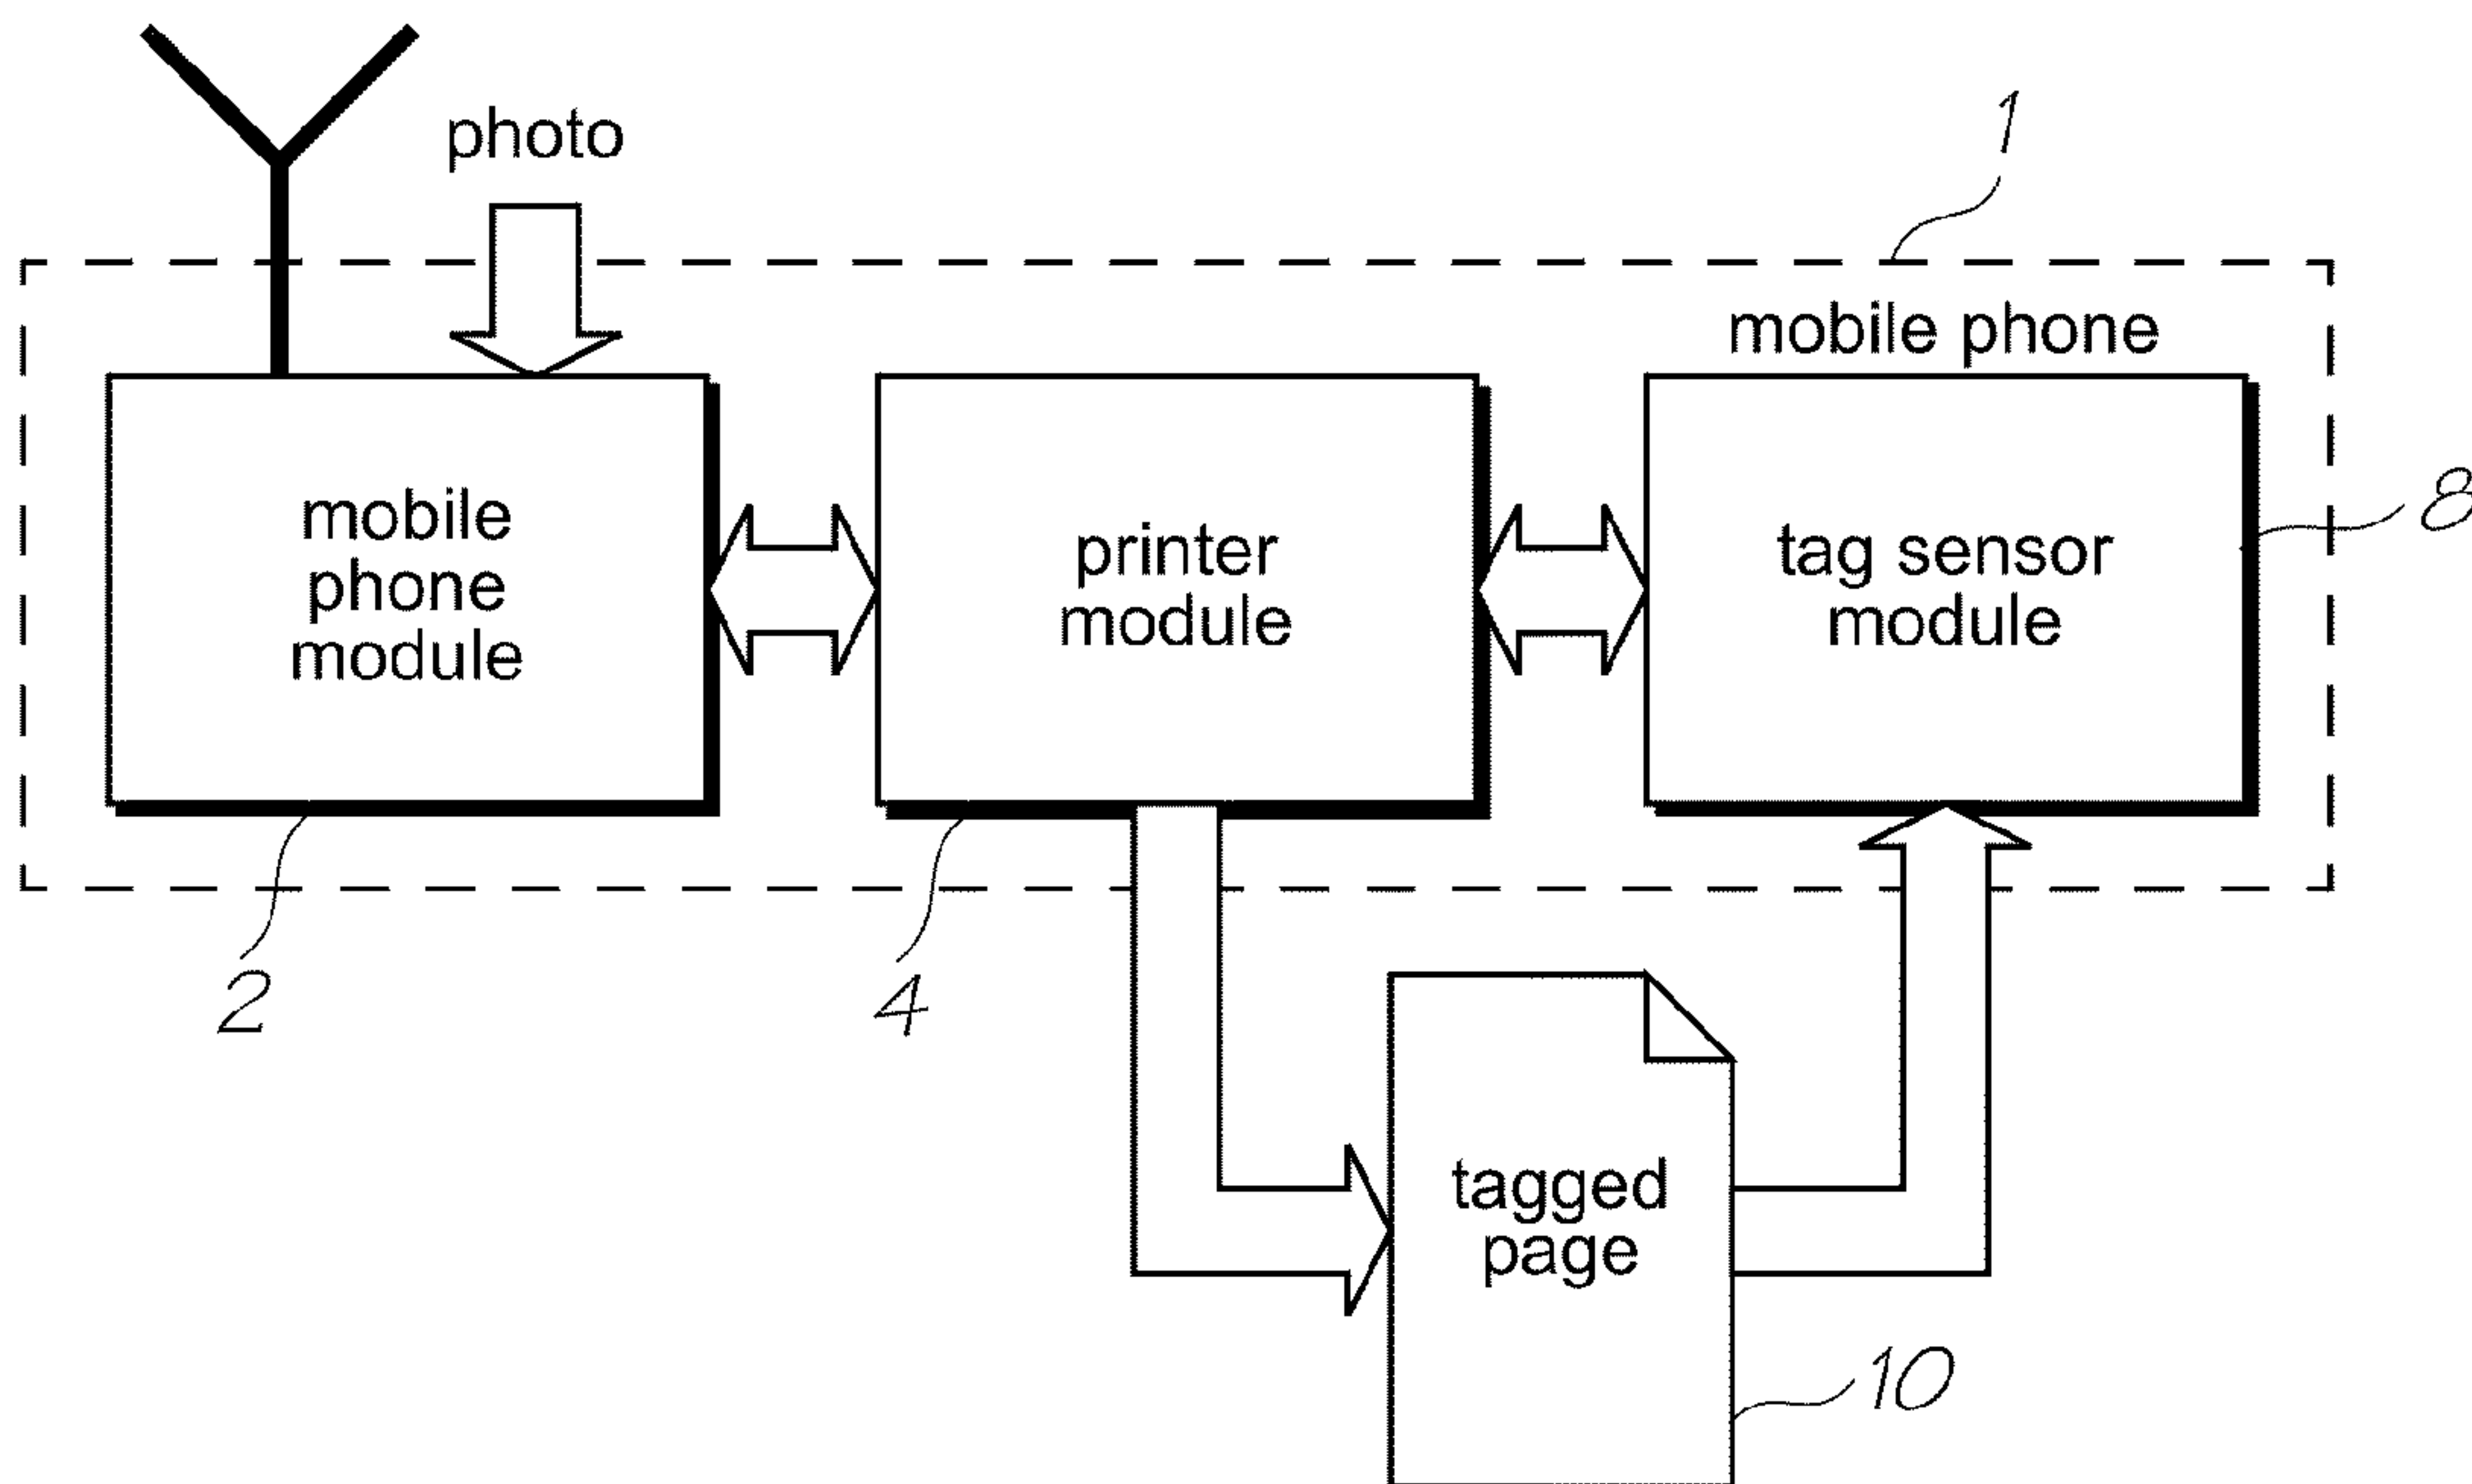 photo
1
mobile phone
mobile
phone
module
printer
module
tag sensor
module
8
2
4
tagged
page
10